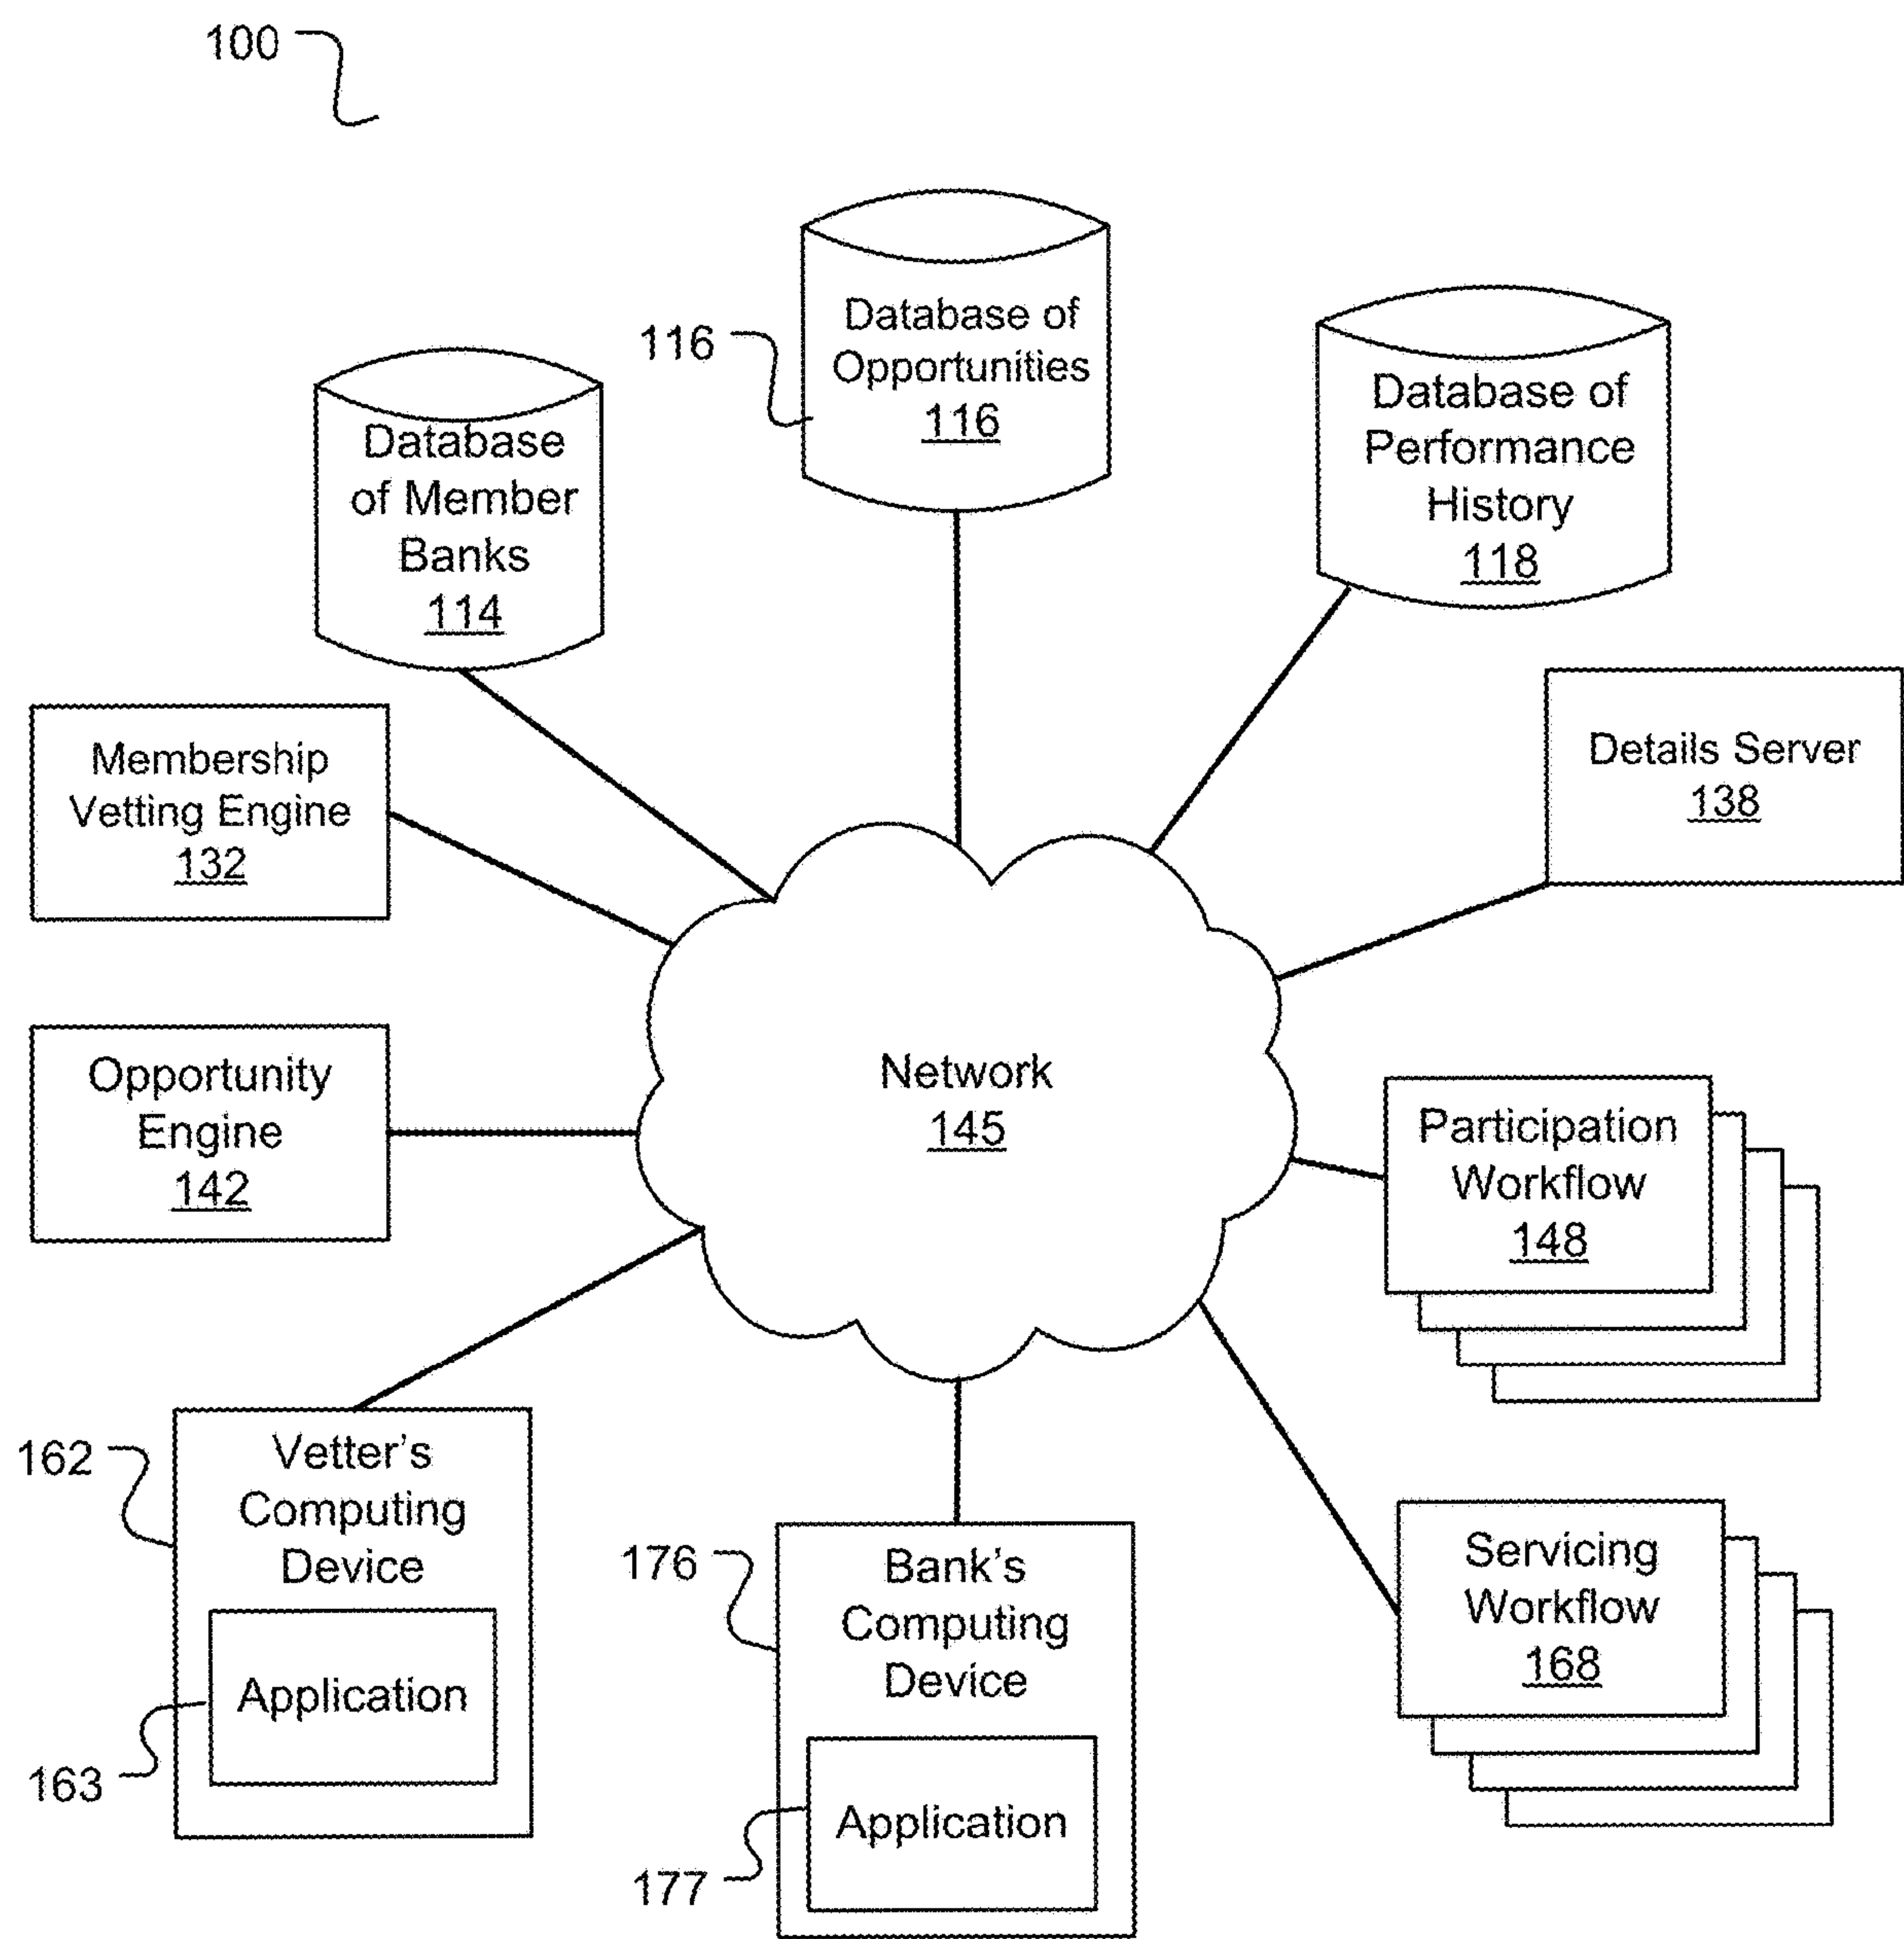 100
Database of
Opportunities
116
116
Database of
Performance
History
118
Database
of Member
Banks
114
Membership
Vetting Engine
132
Details Server
138
Opportunity
Engine
142
Network
145
Participation
Workflow
148
162
Vetter's
Computing
Device
Application
163
176
Bank's
Computing
Device
Application
177
Servicing
Workflow
168